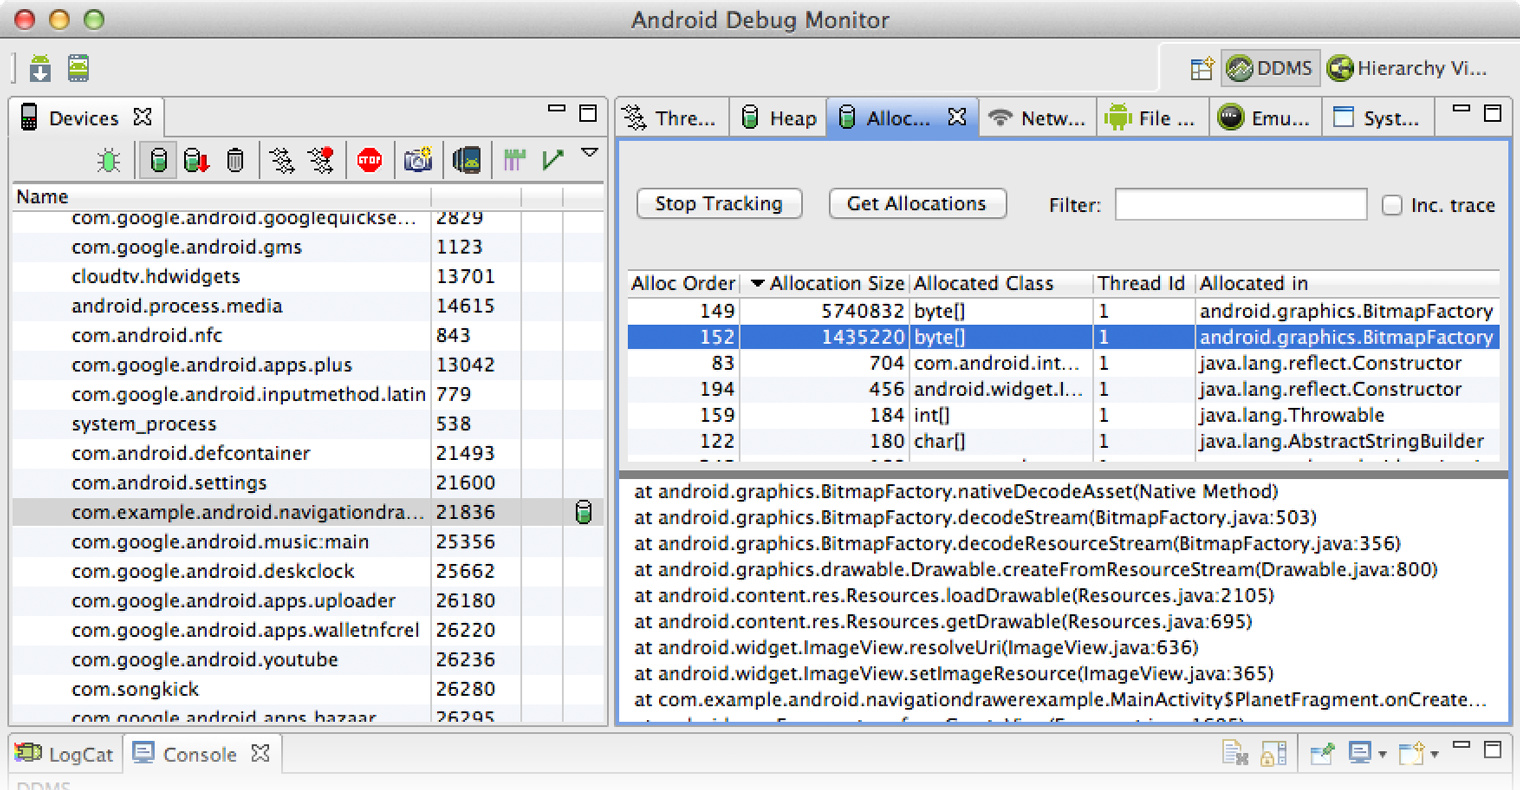 Android Debug Monitor
DDMS
Hierarchy Vi...
Devices
STOP
Name
com.google.android.googlequickse... 2829
com.google.android.gms 1123
cloudtv.hdwidgets 13701
android.process.media 14615
com.android.nfc 843
com.google.android.apps.plus 13042
com.google.android.inputmethod.latin 779
system_process 538
com.android.defcontainer 21493
com.android.settings 21600
com.example.android.navigationdra... 21836
com.google.android.music:main 25356
com.google.android.deskclock 25662
com.google.android.apps.uploader 26180
com.google.android.apps.walletnfcrel 26220
com.google.android.youtube 26236
com.songkick 26280
com.google.android.apps.bazaar 26295
Thre... Heap Alloc... Netw... File ... Emu... Syst...
Stop Tracking Get Allocations Filter: Inc. trace
Alloc Order Allocation Size Allocated Class Thread Id Allocated in
149 5740832 byte[] 1 android.graphics.BitmapFactory
152 1435220 byte[] 1 android.graphics.BitmapFactory
83 704 com.android.int... 1 java.lang.reflect.Constructor
194 456 android.widget.I... 1 java.lang.reflect.Constructor
159 184 int[] 1 java.lang.Throwable
122 180 char[] 1 java.lang.AbstractStringBuilder
at android.graphics.BitmapFactory.nativeDecodeAsset(Native Method)
at android.graphics.BitmapFactory.decodeStream(BitmapFactory.java:503)
at android.graphics.BitmapFactory.decodeResourceStream(BitmapFactory.java:356)
at android.graphics.drawable.Drawable.createFromResourceStream(Drawable.java:800)
at android.content.res.Resources.loadDrawable(Resources.java:2105)
at android.content.res.Resources.getDrawable(Resources.java:695)
at android.widget.ImageView.resolveUri(ImageView.java:636)
at android.widget.ImageView.setImageResource(ImageView.java:365)
at com.example.android.navigationdrawerexample.MainActivity$PlanetFragment.onCreate...
LogCat Console
DDMS